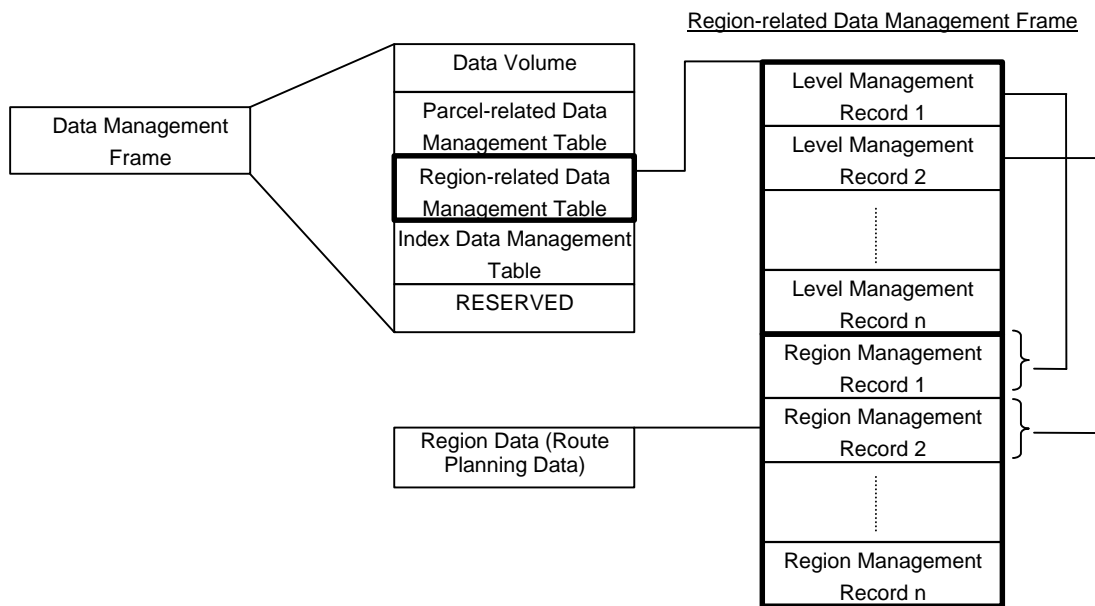 Region-related Data Management Frame
Data Management
Frame
Data Volume
Parcel-related Data
Management Table
Region-related Data
Management Table
Index Data Management
Table
RESERVED
Region Data (Route
Planning Data)
Level Management
Record 1
Level Management
Record 2
Level Management
Record n
Region Management
Record 1
Region Management
Record 2
Region Management
Record n